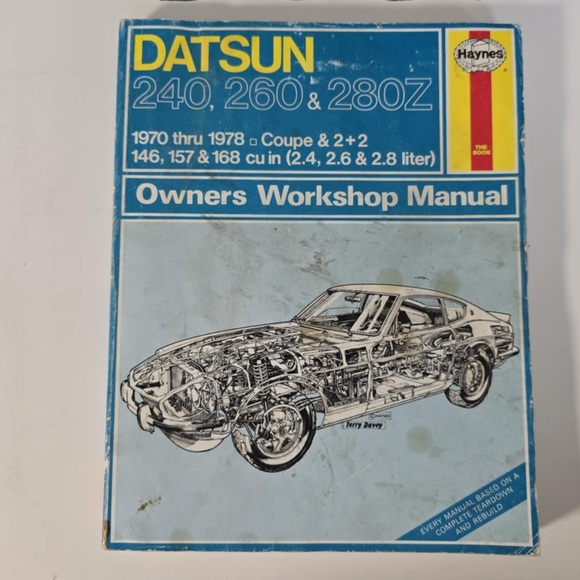 DATSUN
240, 260 & 280Z
1970 thru 1978 □ Coupe & 2+2
146, 157 & 168 cu in (2.4, 2.6 & 2.8 liter)
Haynes
THE
BOOK
Owners Workshop Manual
Terry Davey
EVERY MANUAL BASED ON A
COMPLETE TEARDOWN
AND REBUILD